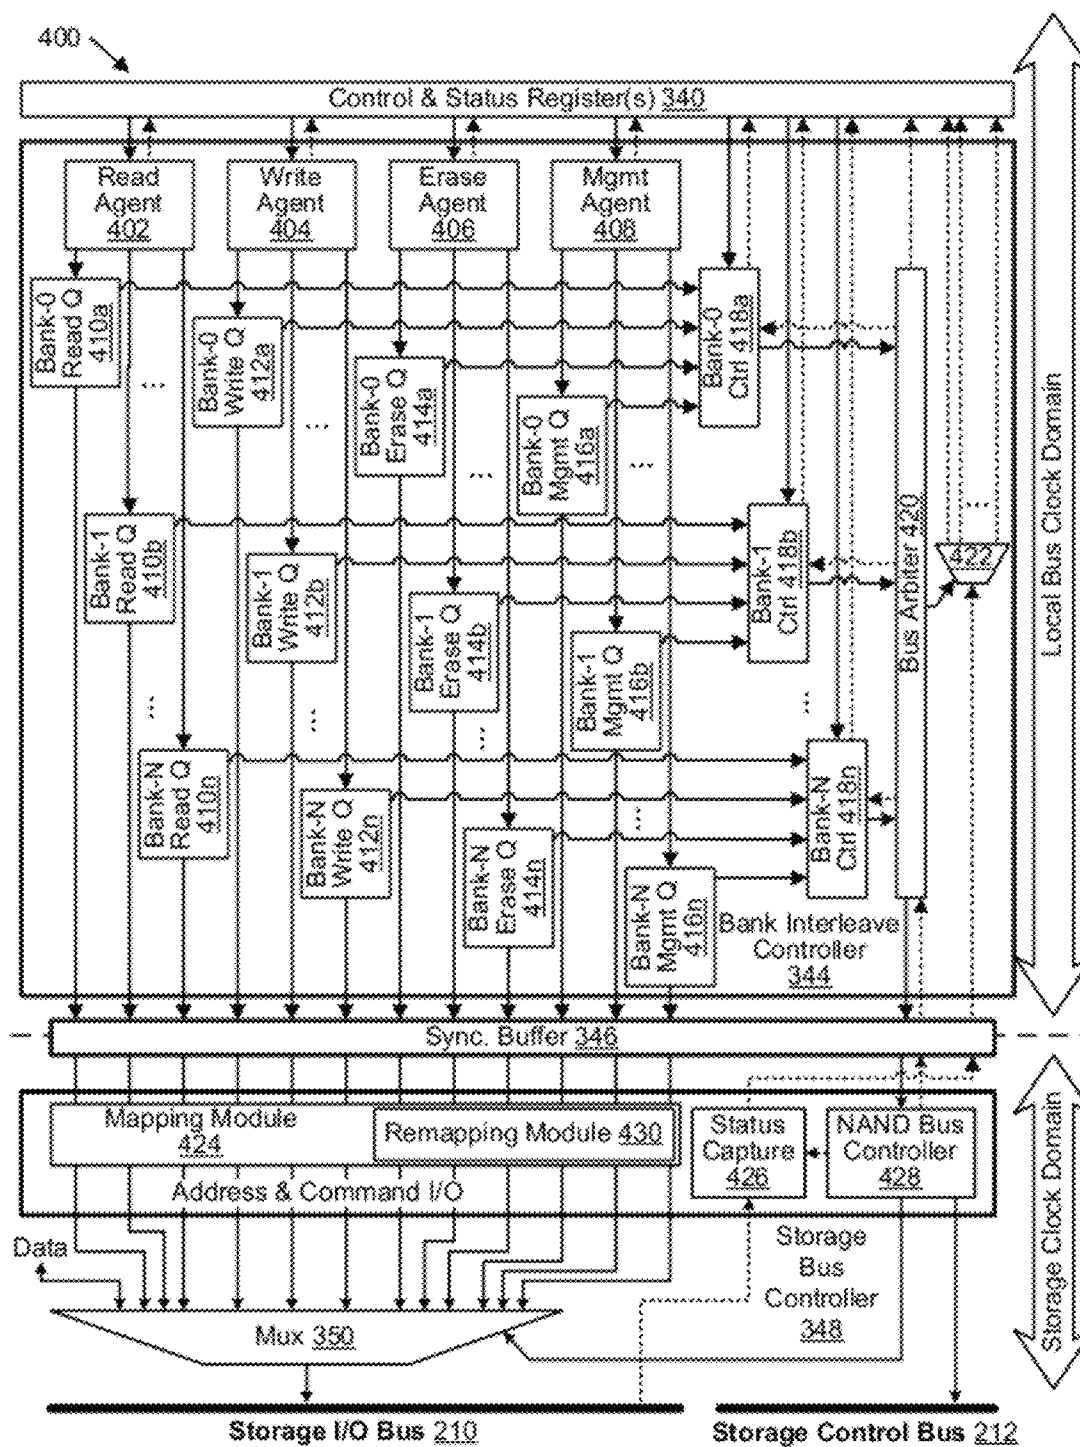 400
Control & Status Register(s) 340
Read
Agent
402
Write
Agent
404
Erase
Agent
406
Mgmt
Agent
408
Bank-0
Read Q
410a
Bank-0
Write Q
412a
Bank-0
Erase Q
414a
Bank-0
Mgmt Q
416a
Bank-0
Ctrl 418a
...
...
...
...
Bank-1
Read Q
410b
Bank-1
Write Q
412b
Bank-1
Erase Q
414b
Bank-1
Mgmt Q
416b
Bank-1
Ctrl 418b
Bus Arbiter 420
...
422
...
...
...
...
...
Bank-N
Read Q
410n
Bank-N
Write Q
412n
Bank-N
Erase Q
414n
Bank-N
Mgmt Q
416n
Bank-N
Ctrl 418n
Bank Interleave
Controller
344
Local Bus Clock Domain
Sync. Buffer 346
Mapping Module
424
Remapping Module 430
Status
Capture
426
NAND Bus
Controller
428
Address & Command I/O
Data
Storage
Bus
Controller
348
Mux 350
Storage Clock Domain
Storage I/O Bus 210
Storage Control Bus 212